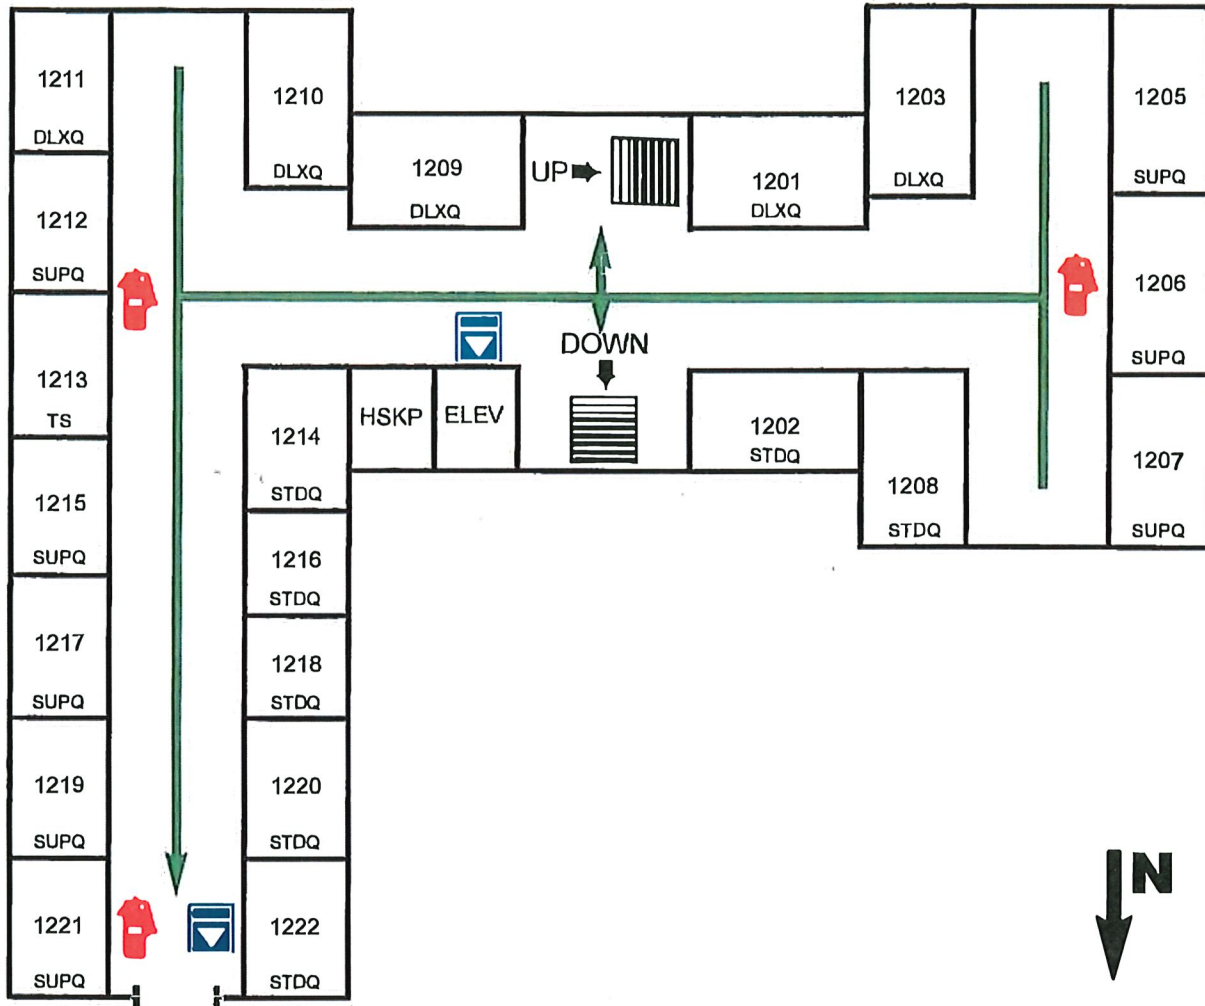 1211
DLXQ
1210
DLXQ
1209
DLXQ
UP
1201
DLXQ
1203
DLXQ
1205
SUPQ
1212
SUPQ
1206
SUPQ
1213
TS
DOWN
1214
STDQ
HSKP
ELEV
1202
STDQ
1208
STDQ
1207
SUPQ
1215
SUPQ
1216
STDQ
1217
SUPQ
1218
STDQ
1219
SUPQ
1220
STDQ
1221
SUPQ
1222
STDQ
N